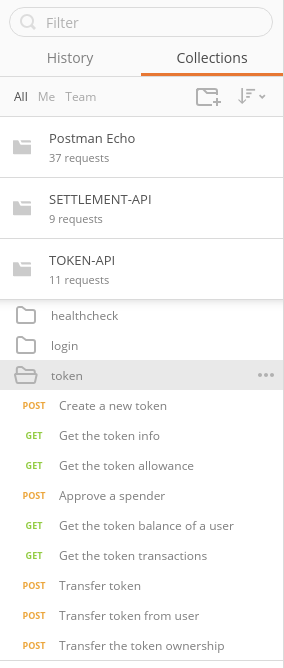 Filter
History Collections
All Me Team
Postman Echo
37 requests
SETTLEMENT-API
9 requests
TOKEN-API
11 requests
healthcheck
login
token
POST Create a new token
GET Get the token info
GET Get the token allowance
POST Approve a spender
GET Get the token balance of a user
GET Get the token transactions
POST Transfer token
POST Transfer token from user
POST Transfer the token ownership